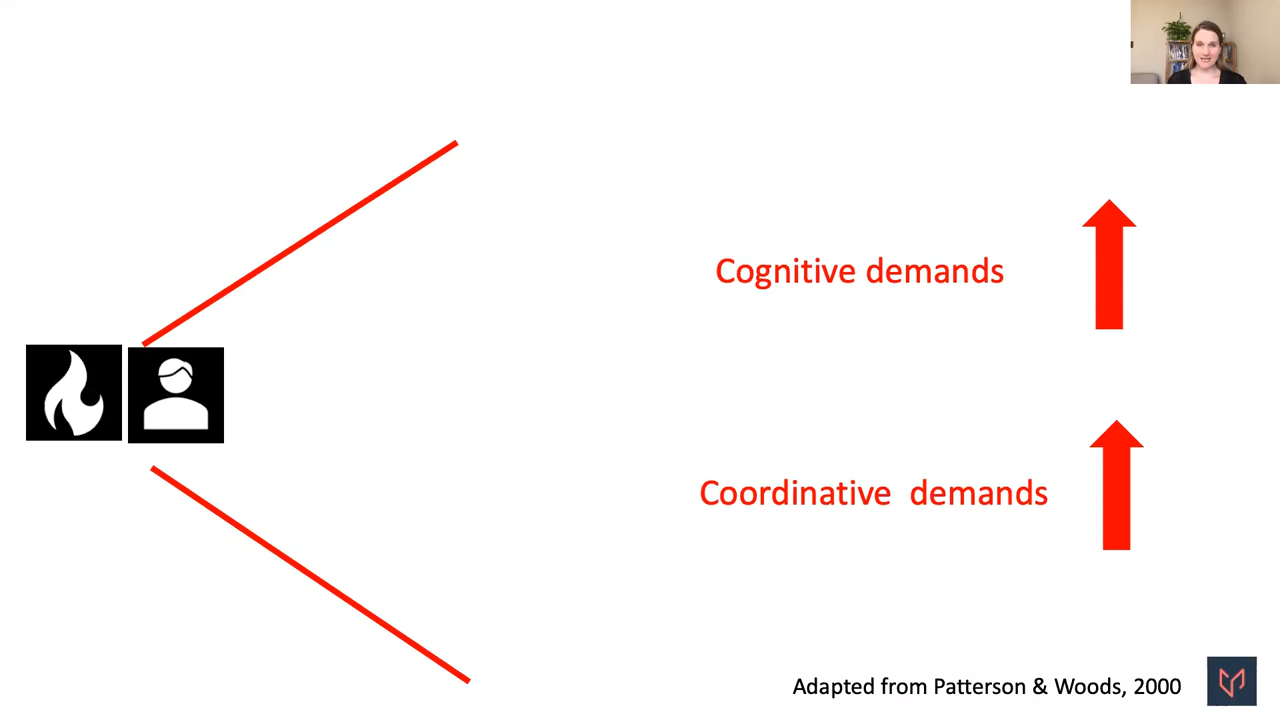 Cognitive demands
Coordinative demands
Adapted from Patterson & Woods, 2000